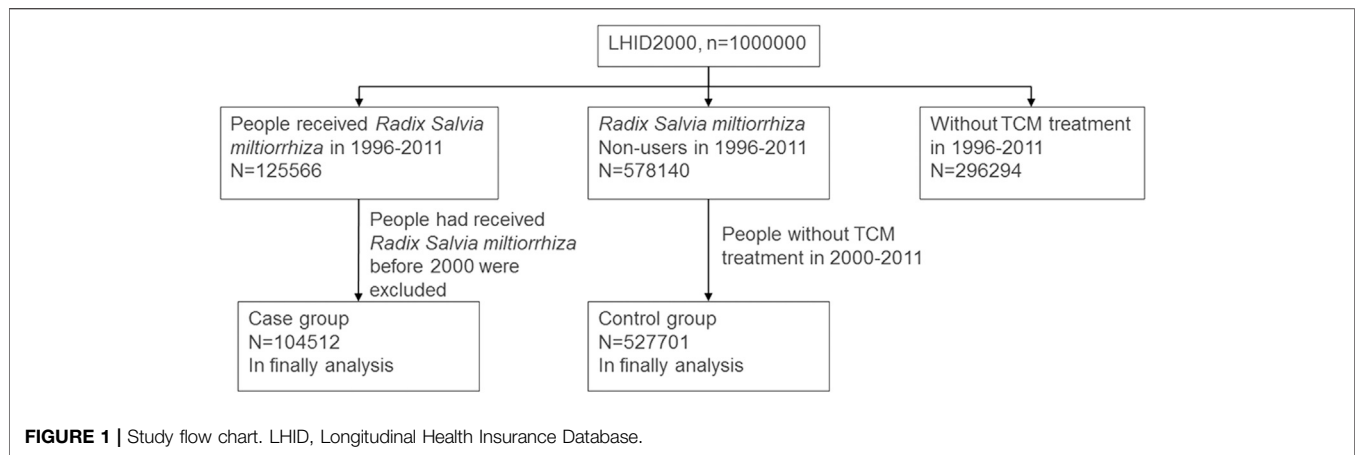 LHID2000, n=1000000
People received Radix Salvia
miltiorrhiza in 1996-2011
N=125566
Radix Salvia miltiorrhiza
Non-users in 1996-2011
N=578140
Without TCM treatment
in 1996-2011
N=296294
People had received
Radix Salvia miltiorrhiza
before 2000 were
excluded
People without TCM
treatment in 2000-2011
Case group
N=104512
In finally analysis
Control group
N=527701
In finally analysis
FIGURE 1 | Study flow chart. LHID, Longitudinal Health Insurance Database.